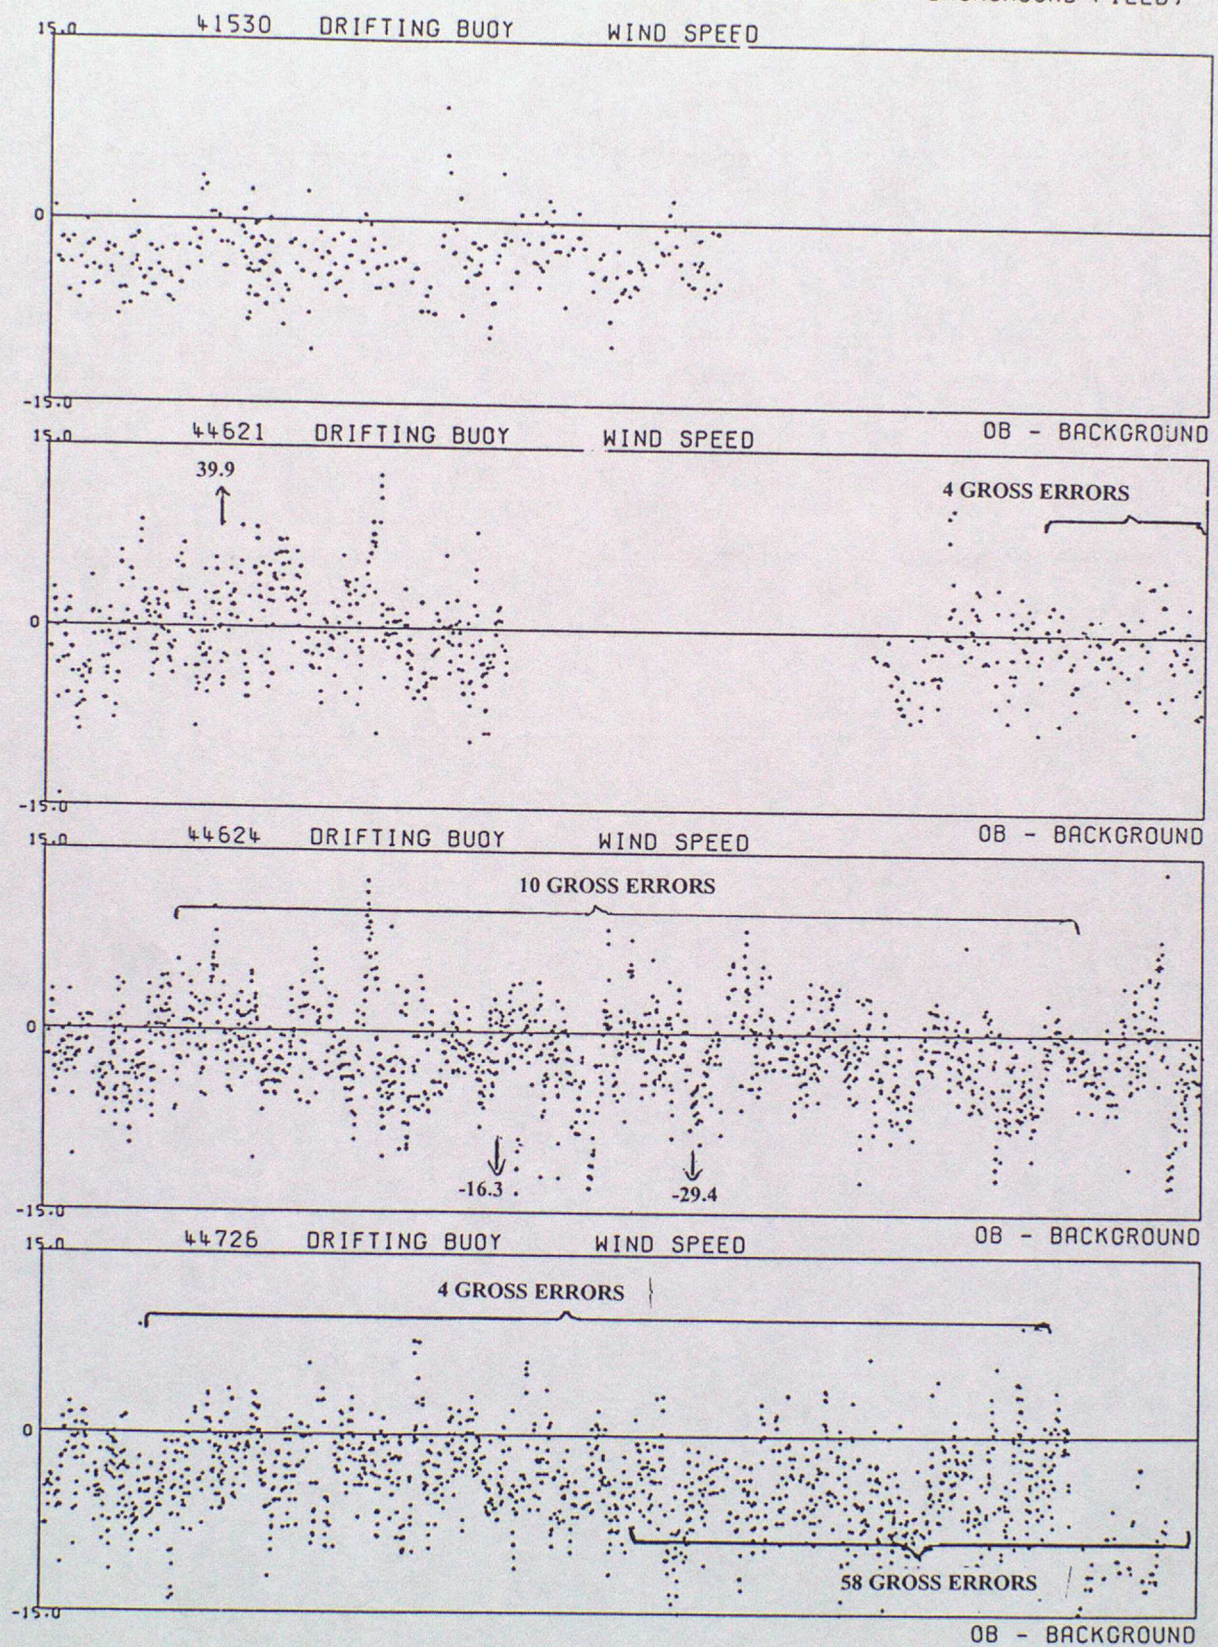 BACKGROUND FIELD)
15.0 41530 DRIFTING BUOY WIND SPEED
0
-15.0
15.0 44621 DRIFTING BUOY WIND SPEED OB - BACKGROUND
39.9
4 GROSS ERRORS
0
-15.0
15.0 44624 DRIFTING BUOY WIND SPEED OB - BACKGROUND
10 GROSS ERRORS
0
-16.3 -29.4
-15.0
15.0 44726 DRIFTING BUOY WIND SPEED OB - BACKGROUND
4 GROSS ERRORS
0
58 GROSS ERRORS
-15.0
OB - BACKGROUND